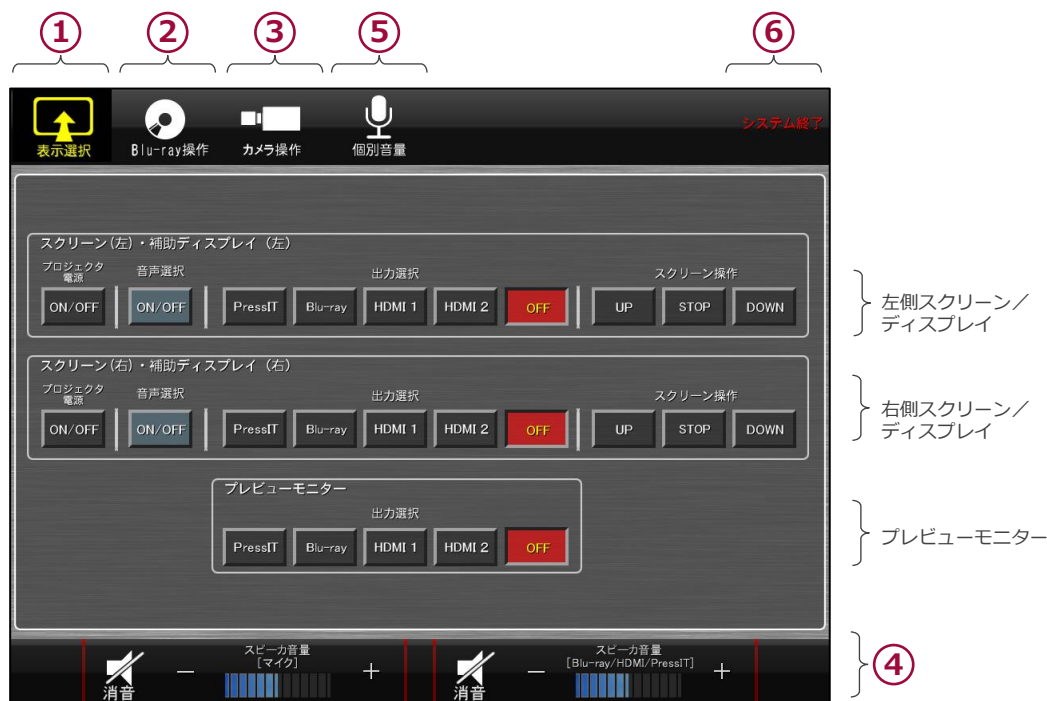 ① ② ③ ⑤ ⑥
表示選択 Blu-ray操作 カメラ操作 個別音量 システム終了
スクリーン(左)・補助ディスプレイ（左）
プロジェクタ電源 音声選択 出力選択 スクリーン操作
ON/OFF ON/OFF PressIT Blu-ray HDMI 1 HDMI 2 OFF UP STOP DOWN
左側スクリーン／
ディスプレイ
スクリーン(右)・補助ディスプレイ（右）
プロジェクタ電源 音声選択 出力選択 スクリーン操作
ON/OFF ON/OFF PressIT Blu-ray HDMI 1 HDMI 2 OFF UP STOP DOWN
右側スクリーン／
ディスプレイ
プレビューモニター
出力選択
PressIT Blu-ray HDMI 1 HDMI 2 OFF
プレビューモニター
消音 － スピーカ音量
[マイク] ＋
消音 － スピーカ音量
[Blu-ray/HDMI/PressIT] ＋
④